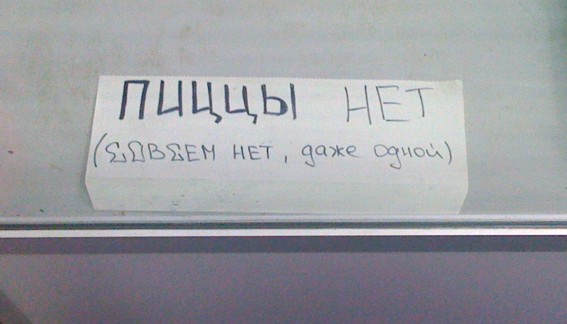 ПИЦЦЫ НЕТ
(СОВСЕМ НЕТ, даже одной)